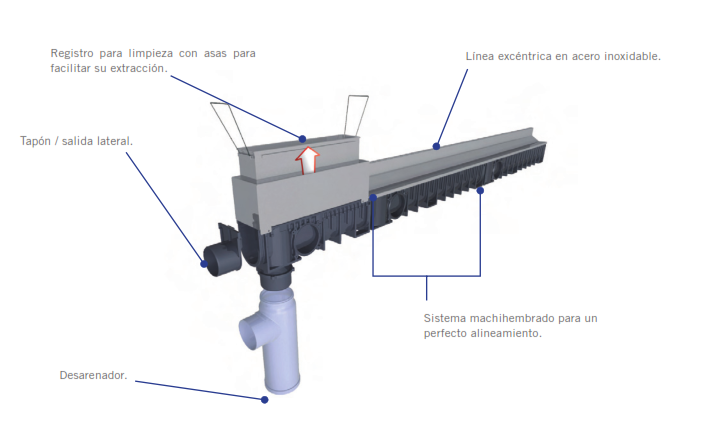 Registro para limpieza con asas para
facilitar su extracción.
Línea excéntrica en acero inoxidable.
Tapón / salida lateral.
Sistema machihembrado para un
perfecto alineamiento.
Desarenador.